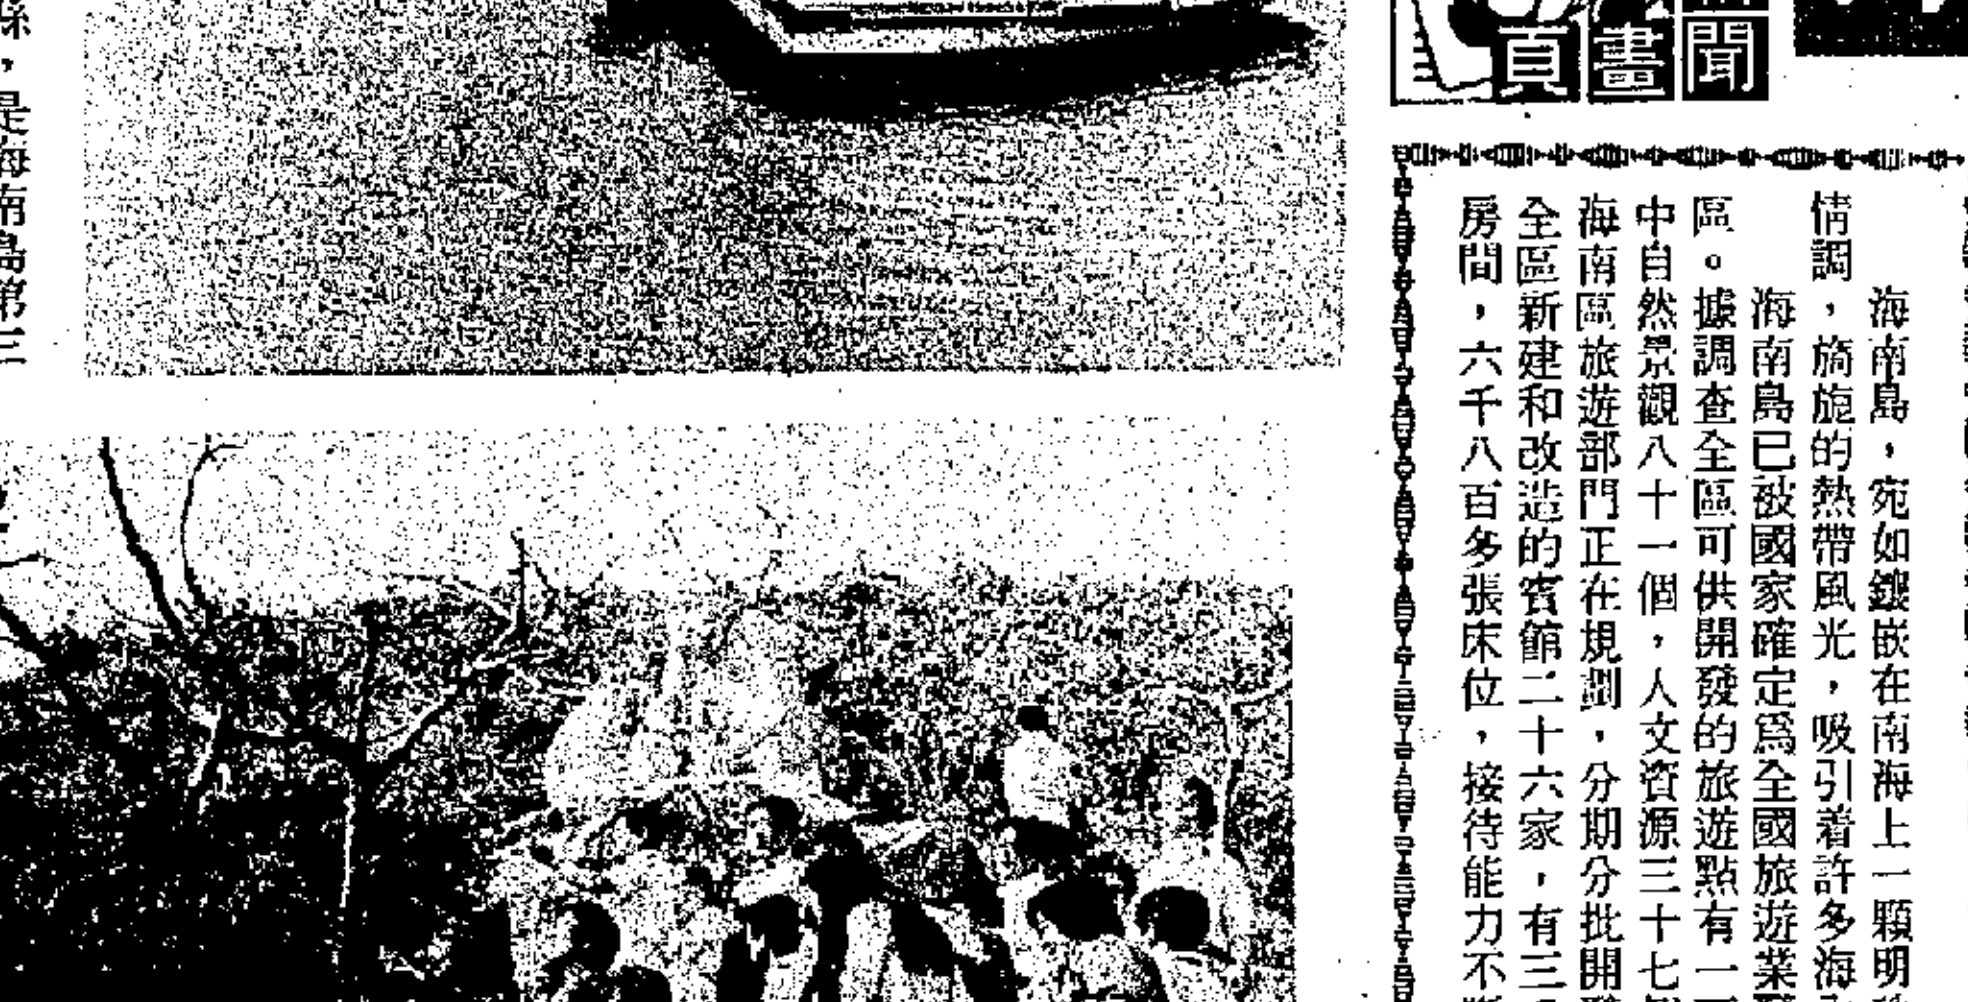 聞畫頁
海南島，宛如鑲嵌在南海上一顆明
情調，旖旎的熱帶風光，吸引着許多海
海南島已被國家確定爲全國旅遊業
區。據調查全區可供開發的旅遊點有一
中自然景觀八十一個，人文資源三十七
海南區旅遊部門正在規劃，分期分批開
全區新建和改造的賓館二十六家，有三
房間，六千八百多張床位，接待能力不
縣，是海南島第三